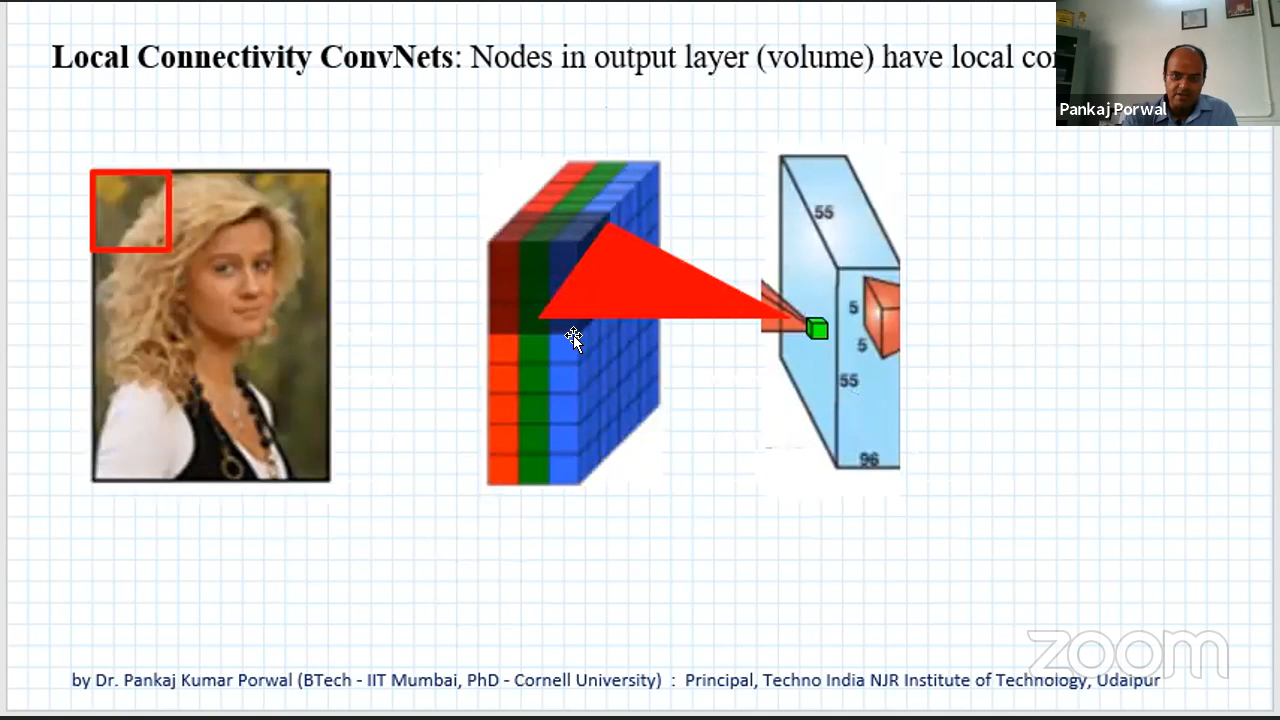 Local Connectivity ConvNets: Nodes in output layer (volume) have local
Pankaj Porwal
55
5
5
55
96
zoom
by Dr. Pankaj Kumar Porwal (BTech - IIT Mumbai, PhD - Cornell University) : Principal, Techno India NJR Institute of Technology, Udaipur